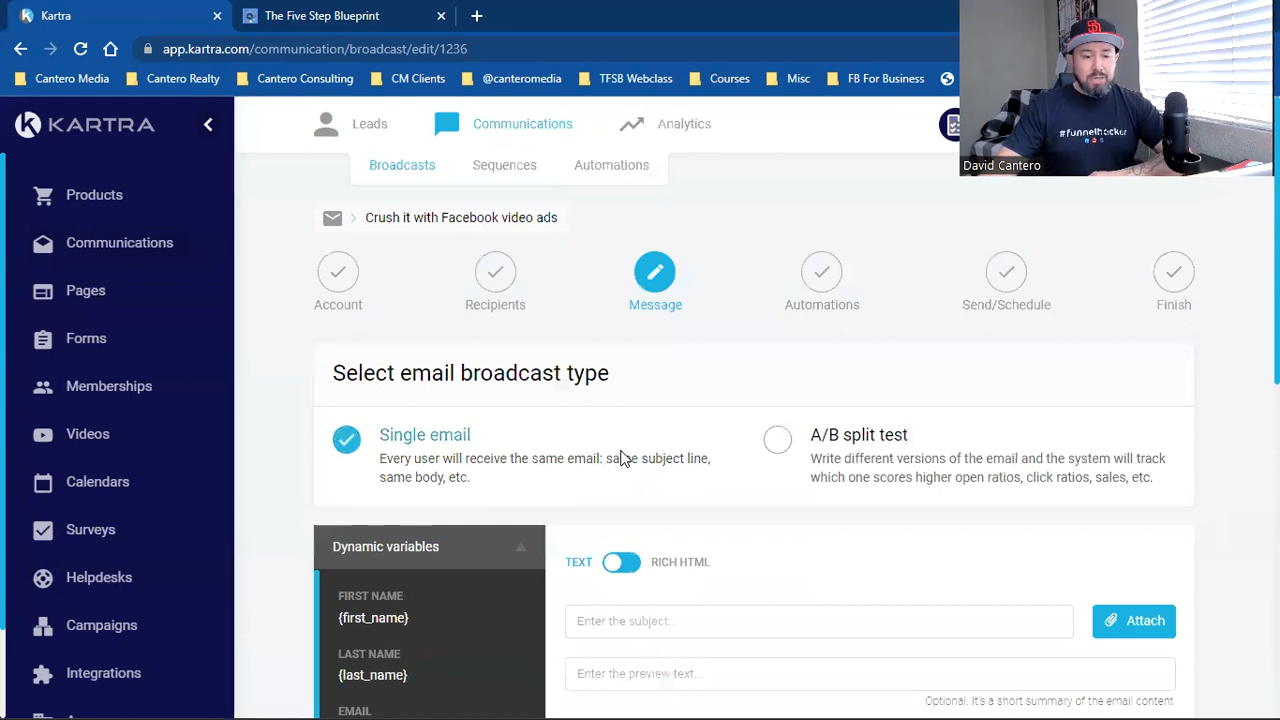 Kartra
The Five Step Blueprint
app.kartra.com/communication/broadcast/edit/1236
Cantero Media
Cantero Realty
Cantero Consulting
CM Clients
@canteromedia
TFSB Webclass
Courses
Misc
FB For Business
#funnelhacker
David Cantero
KARTRA
Leads
Communications
Analytics
Broadcasts
Sequences
Automations
Products
Communications
Pages
Forms
Memberships
Videos
Calendars
Surveys
Helpdesks
Campaigns
Integrations
Crush it with Facebook video ads
Account
Recipients
Message
Automations
Send/Schedule
Finish
Select email broadcast type
Single email
Every user will receive the same email: same subject line,
same body, etc.
A/B split test
Write different versions of the email and the system will track
which one scores higher open ratios, click ratios, sales, etc.
Dynamic variables
FIRST NAME
{first_name}
LAST NAME
{last_name}
EMAIL
TEXT
RICH HTML
Enter the subject...
Attach
Enter the preview text...
Optional. It's a short summary of the email content